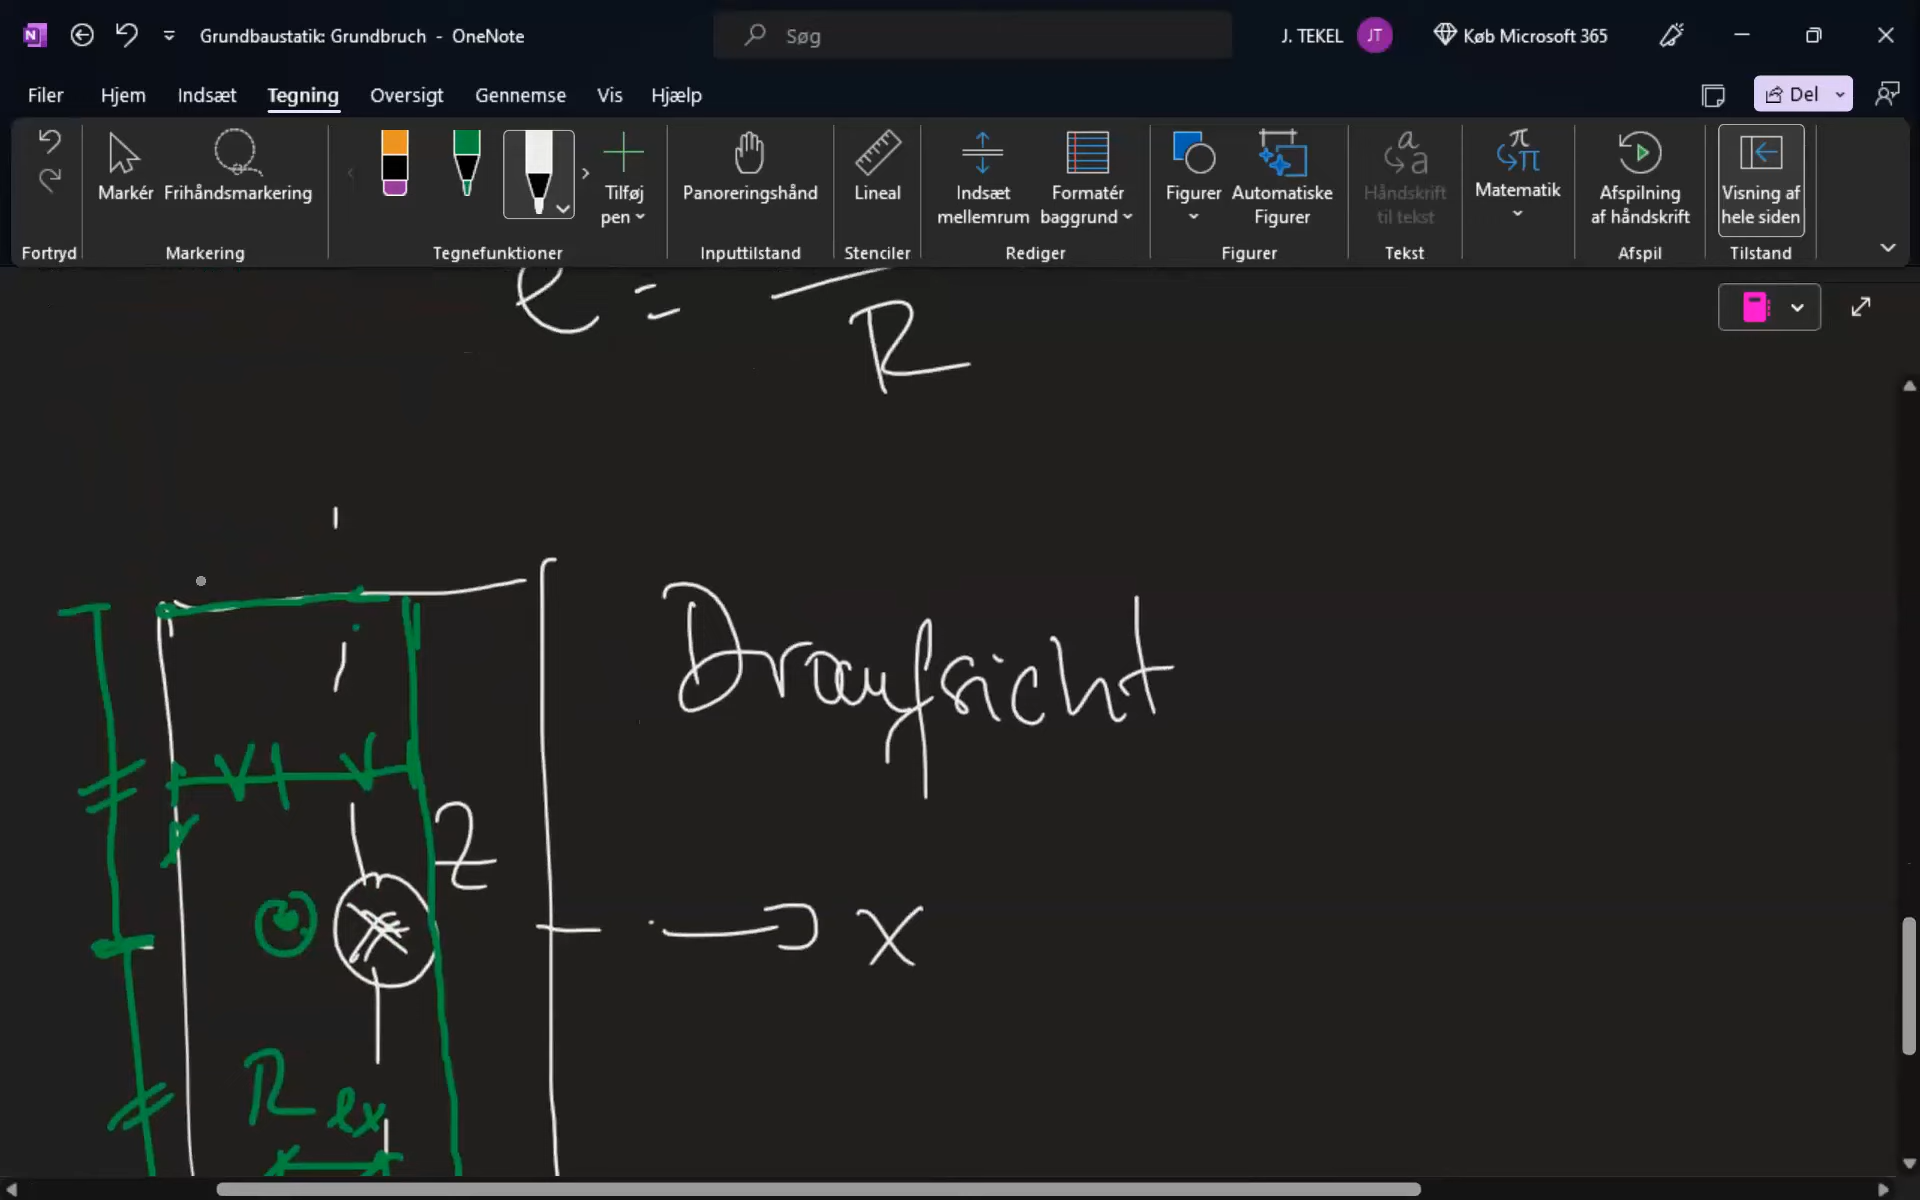 Grundbaustatik: Grundbruch - OneNote
Søg
J. TEKEL
JT
Køb Microsoft 365
Filer
Hjem
Indsæt
Tegning
Oversigt
Gennemse
Vis
Hjælp
Del
Markér
Frihåndsmarkering
Tilføj
pen
Panoreringshånd
Lineal
Indsæt
mellemrum
Formatér
baggrund
Figurer
Automatiske
Figurer
Håndskrift
til tekst
Matematik
Afspilning
af håndskrift
Visning af
hele siden
Fortryd
Markering
Tegnefunktioner
Inputtilstand
Stenciler
Rediger
Figurer
Tekst
Afspil
Tilstand
e =
R
Draufsicht
z
x
R
ex